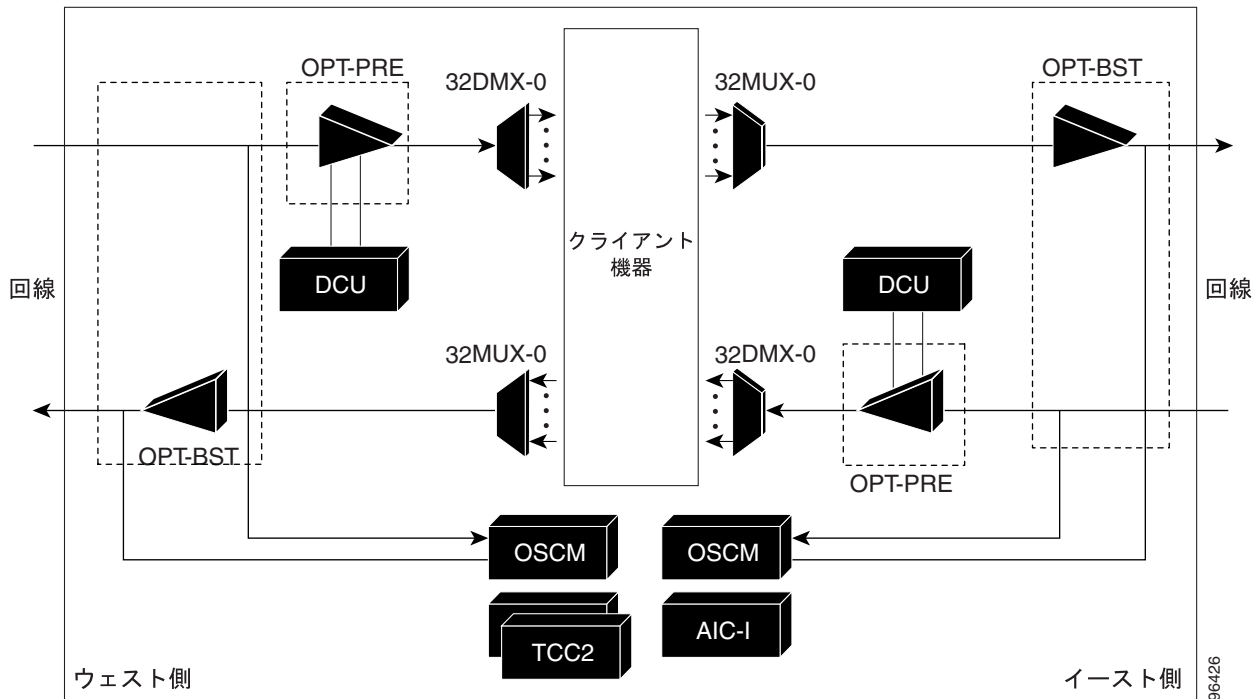 OPT-PRE
32DMX-0
32MUX-0
OPT-BST
クライアント
機器
DCU
DCU
回線
回線
32MUX-0
32DMX-0
OPT-BST
OPT-PRE
OSCM
OSCM
TCC2
AIC-I
ウェスト側
イースト側
96426